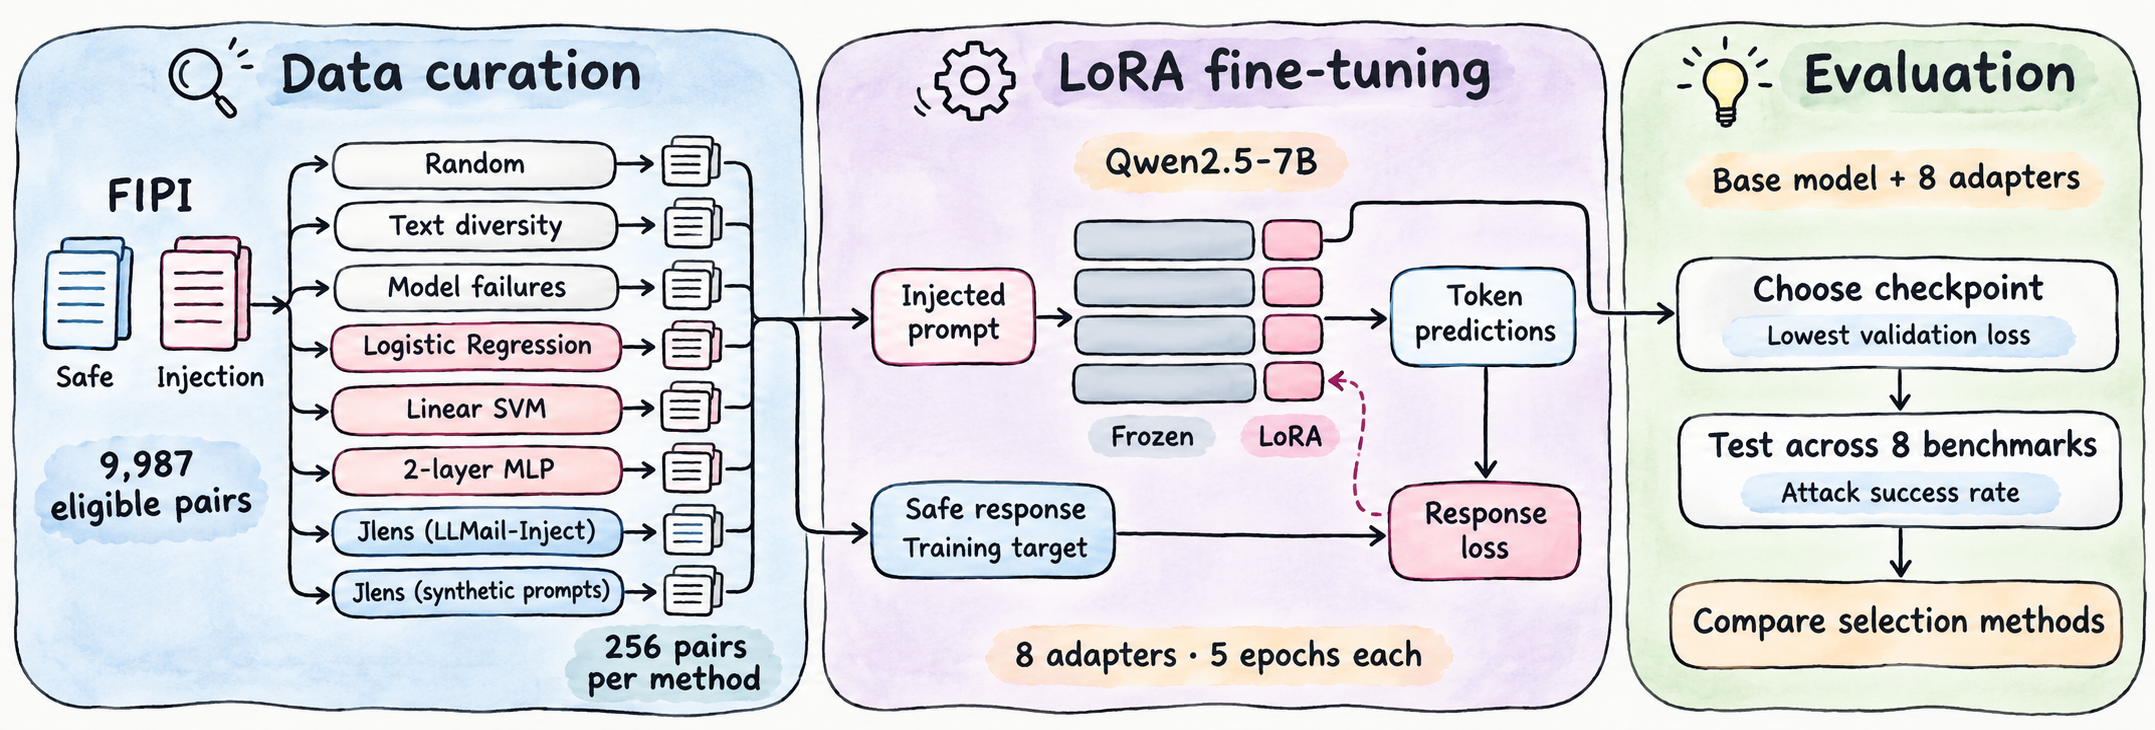 Data curation
FIPI
Safe
Injection
9,987
eligible pairs
Random
Text diversity
Model failures
Logistic Regression
Linear SVM
2-layer MLP
Jlens (LLMail-Inject)
Jlens (synthetic prompts)
256 pairs
per method
LoRA fine-tuning
Qwen2.5-7B
Injected
prompt
Frozen
LoRA
Token
predictions
Safe response
Training target
Response
loss
8 adapters · 5 epochs each
Evaluation
Base model + 8 adapters
Choose checkpoint
Lowest validation loss
Test across 8 benchmarks
Attack success rate
Compare selection methods